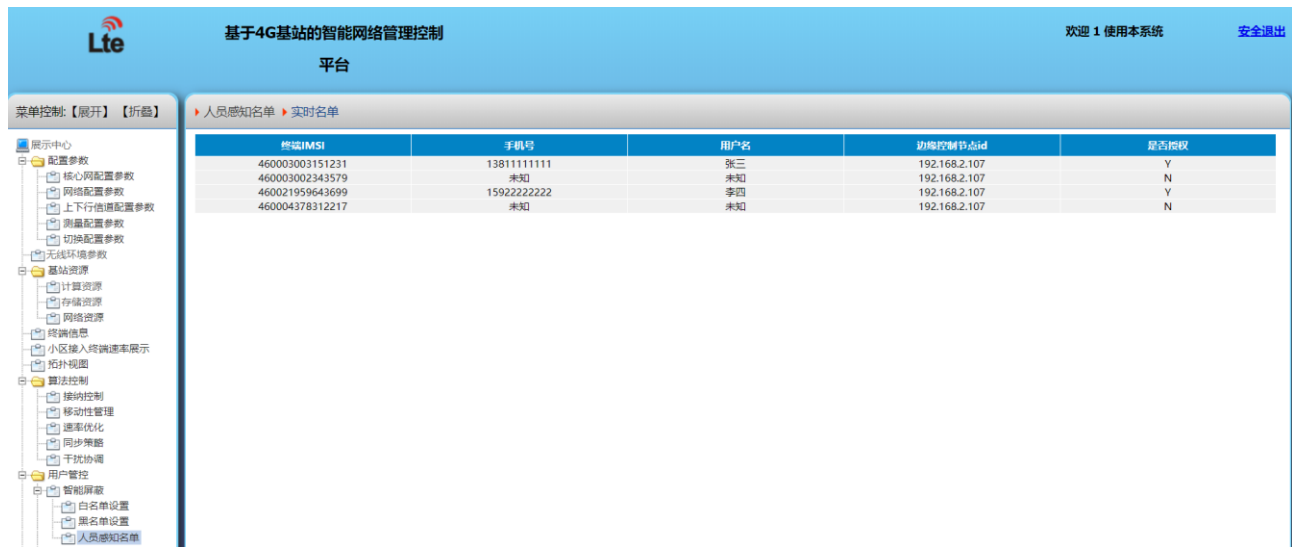 Lte
基于4G基站的智能网络管理控制
平台
欢迎 1 使用本系统
安全退出
菜单控制:【展开】 【折叠】
人员感知名单 实时名单
展示中心
配置参数
核心网配置参数
网络配置参数
上下行信道配置参数
测量配置参数
切换配置参数
无线环境参数
基站资源
计算资源
存储资源
网络资源
终端信息
小区接入终端速率展示
拓扑视图
算法控制
接纳控制
移动性管理
速率优化
同步策略
干扰协调
用户管控
智能屏蔽
白名单设置
黑名单设置
人员感知名单
终端IMSI 手机号 用户名 边缘控制节点id 是否授权
460003003151231 13811111111 张三 192.168.2.107 Y
460003002343579 未知 未知 192.168.2.107 N
460021959643699 15922222222 李四 192.168.2.107 Y
460004378312217 未知 未知 192.168.2.107 N